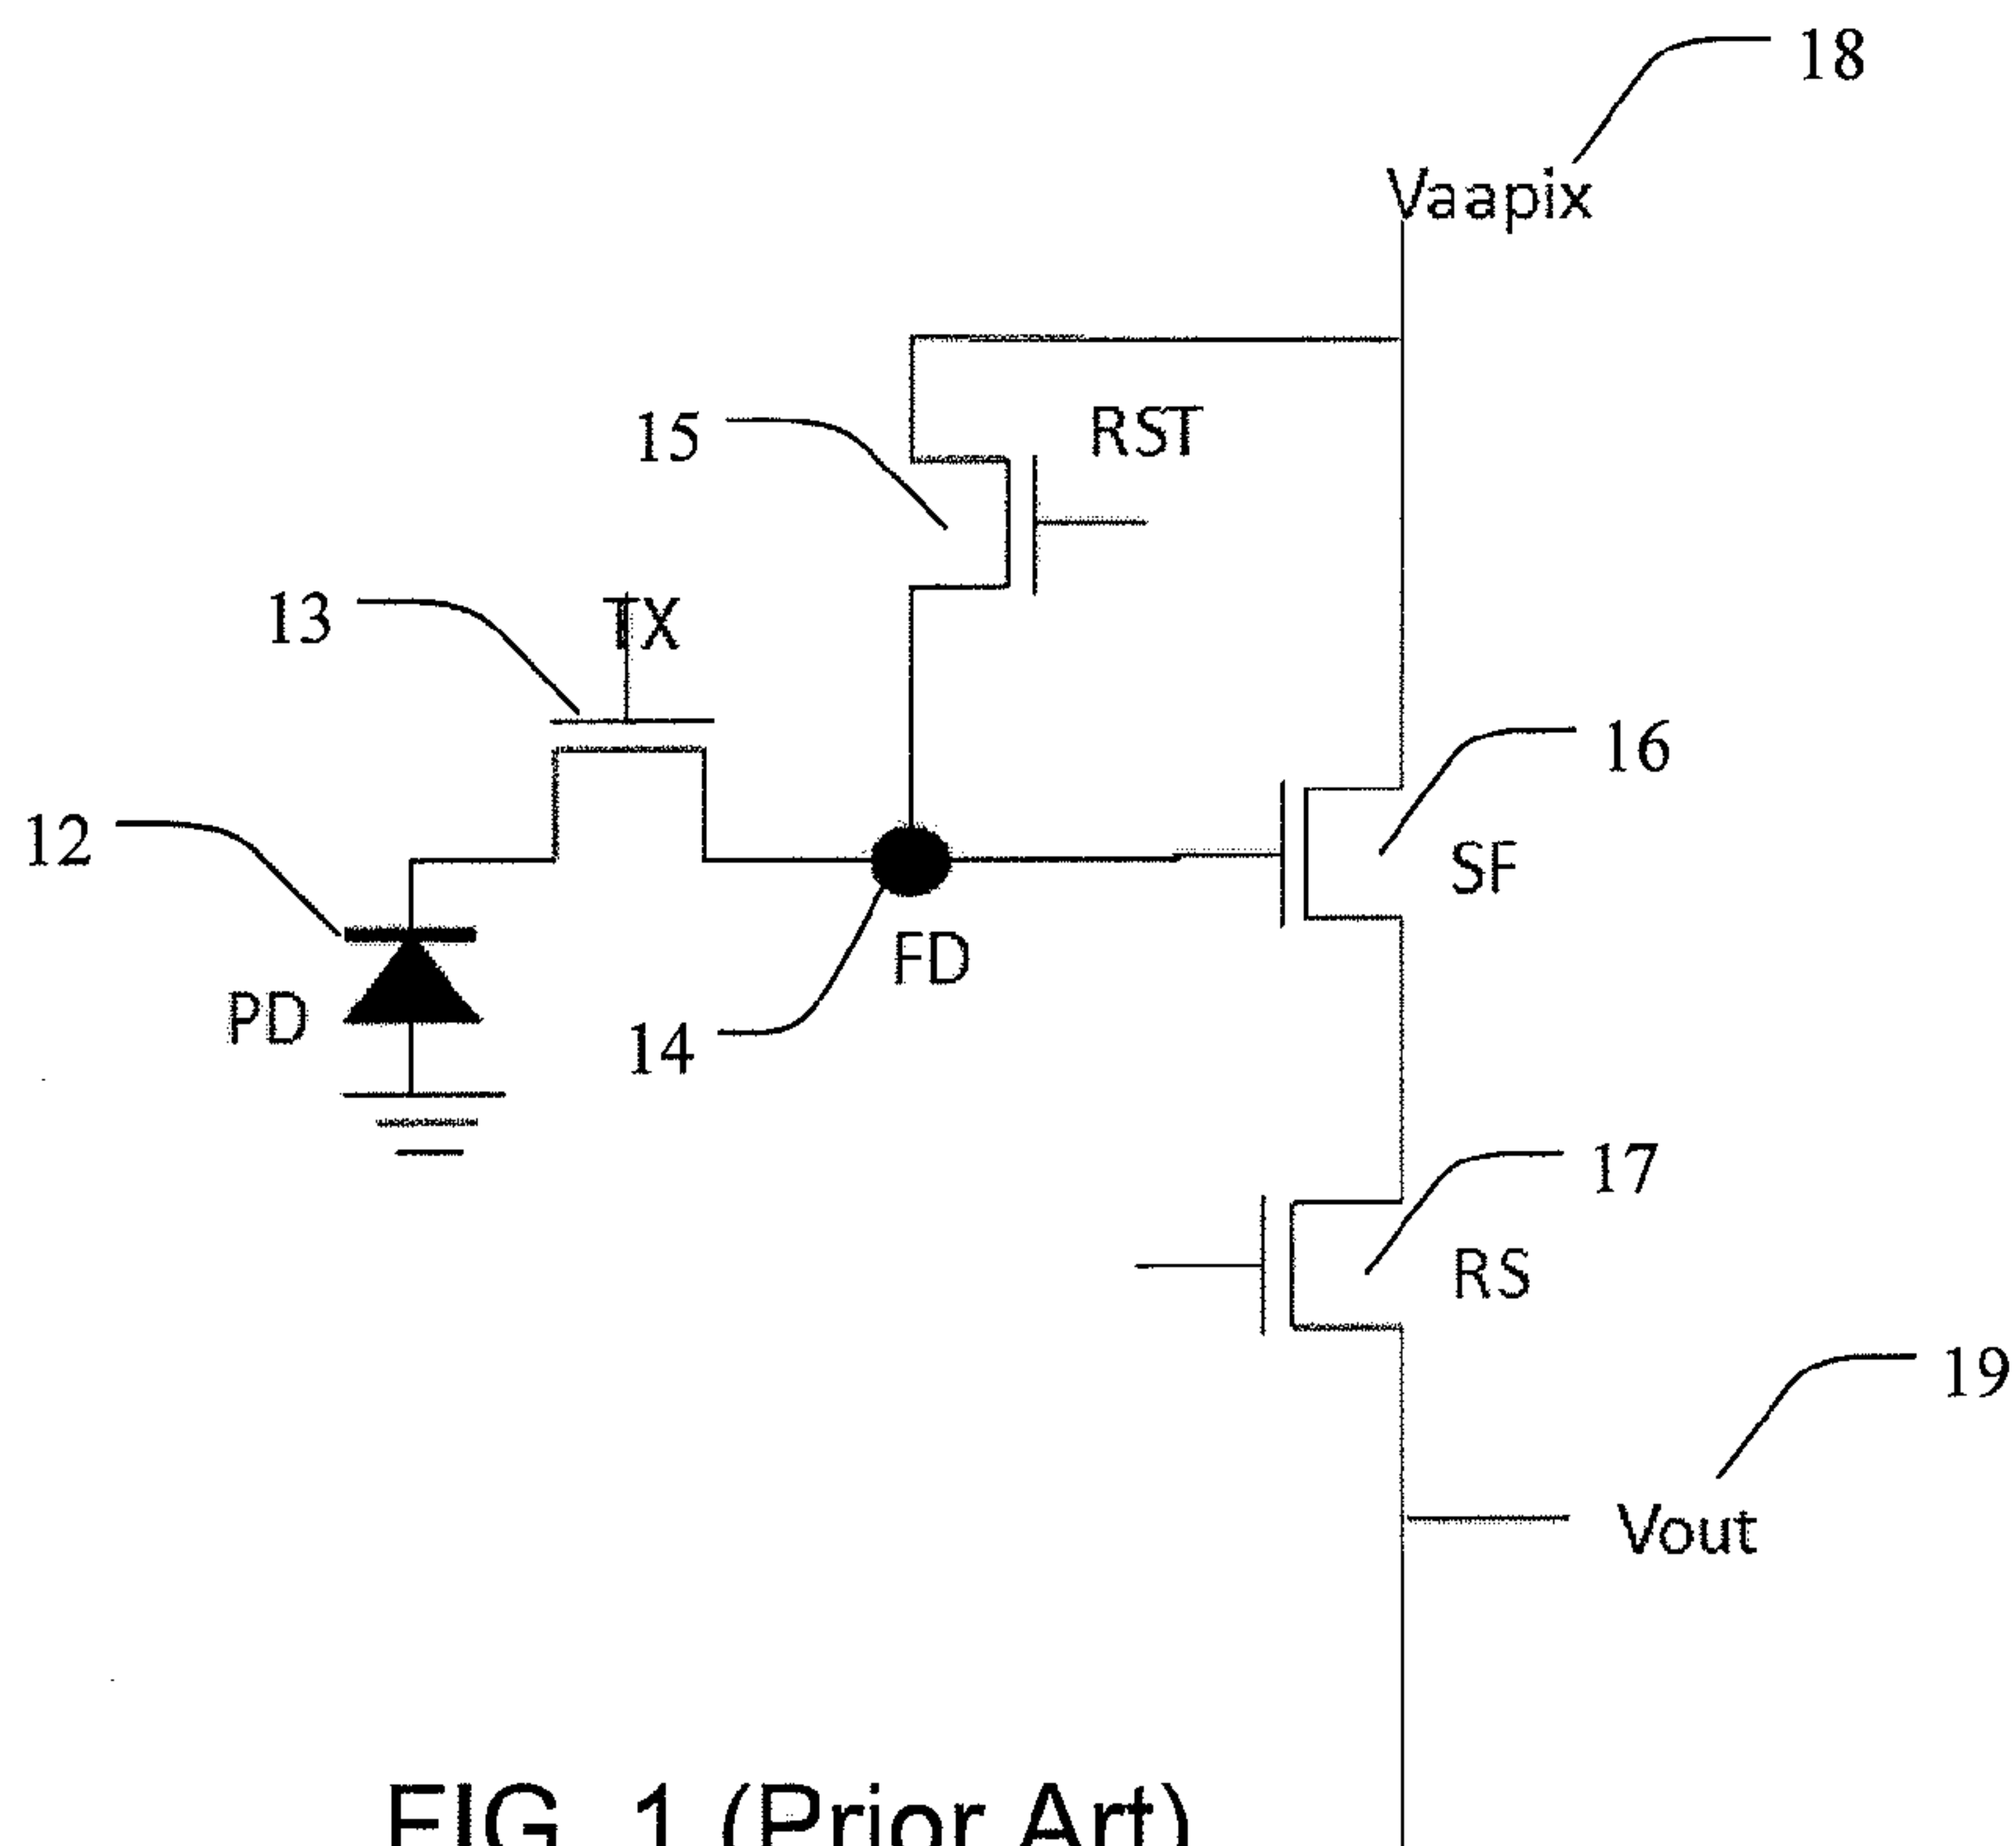 18
Vaapix
15
RST
13
TX
16
12
SF
FD
PD
14
17
RS
19
Vout
FIG. 1 (Prior Art)